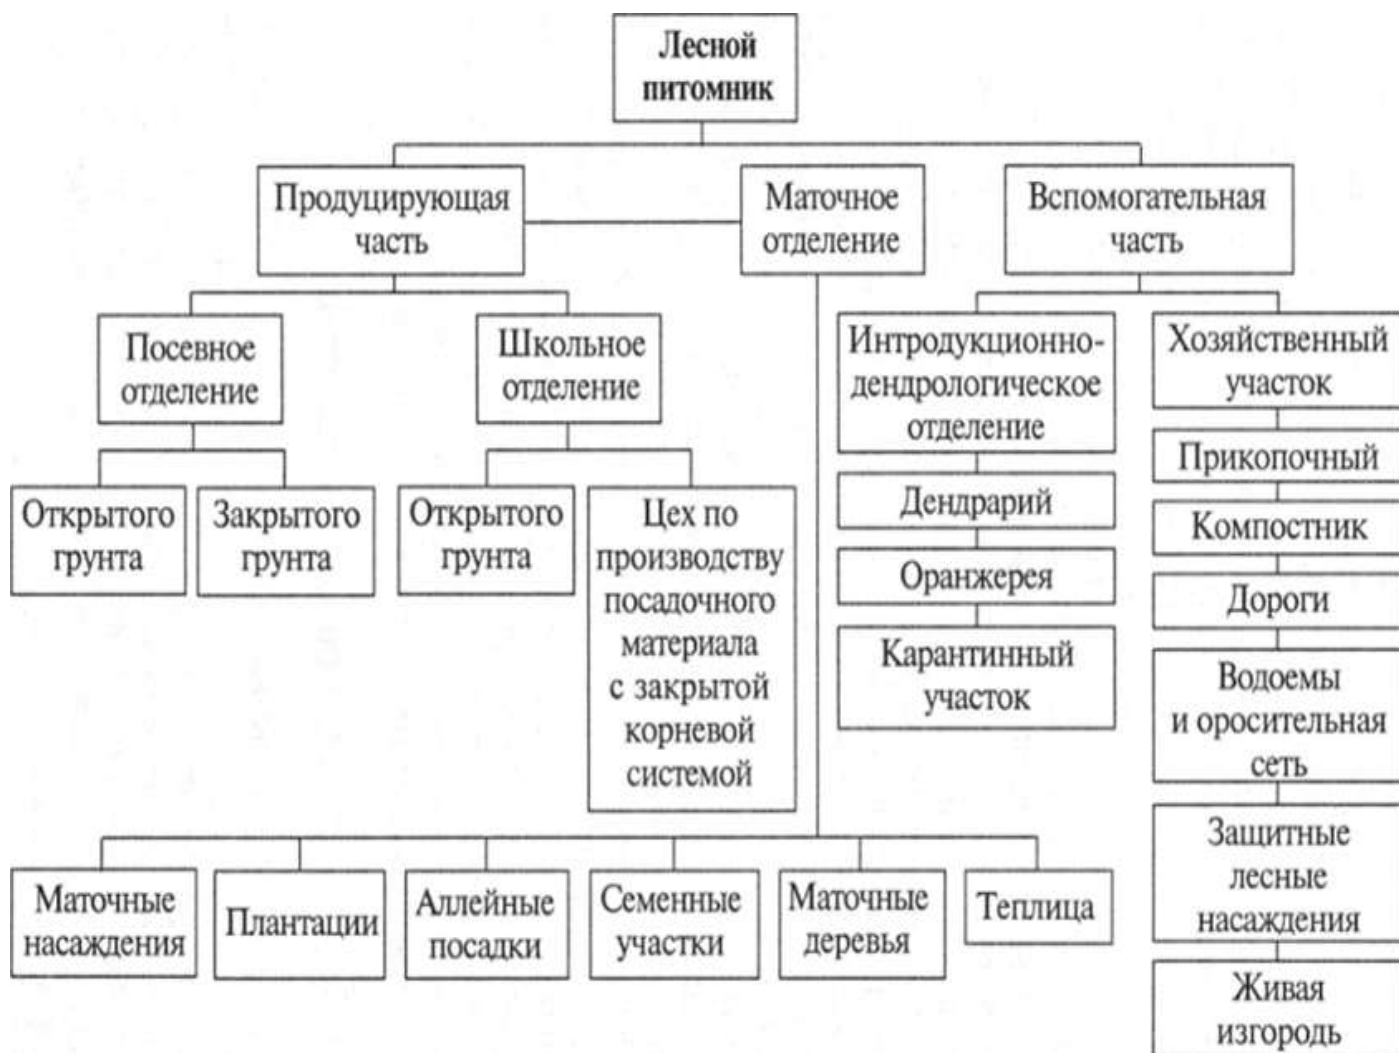 Лесной
питомник
Продуцирующая
часть
Маточное
отделение
Вспомогательная
часть
Посевное
отделение
Школьное
отделение
Интродукционно-
дендрологическое
отделение
Хозяйственный
участок
Прикопочный
Компостник
Дороги
Водоемы
и оросительная
сеть
Защитные
лесные
насаждения
Живая
изгородь
Дендрарий
Оранжерея
Карантинный
участок
Открытого
грунта
Закрытого
грунта
Открытого
грунта
Цех по
производству
посадочного
материала
с закрытой
корневой
системой
Маточные
насаждения
Плантации
Аллейные
посадки
Семенные
участки
Маточные
деревья
Теплица